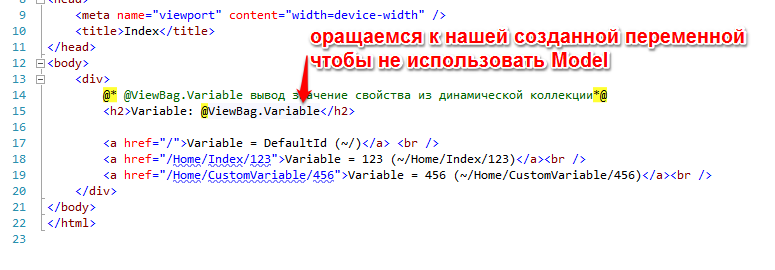 8 <head>
9 <meta name="viewport" content="width=device-width" />
10 <title>Index</title>
оращаемся к нашей созданной переменной
11 </head>
чтобы не использовать Model
12 <body>
13 <div>
14 @* @ViewBag.Variable вывод значение свойства из динамической коллекции*@
15 <h2>Variable: @ViewBag.Variable</h2>
16
17 <a href="/">Variable = DefaultId (~/)</a> <br />
18 <a href="/Home/Index/123">Variable = 123 (~/Home/Index/123)</a><br />
19 <a href="/Home/CustomVariable/456">Variable = 456 (~/Home/CustomVariable/456)</a><br />
20 </div>
21 </body>
22 </html>
23